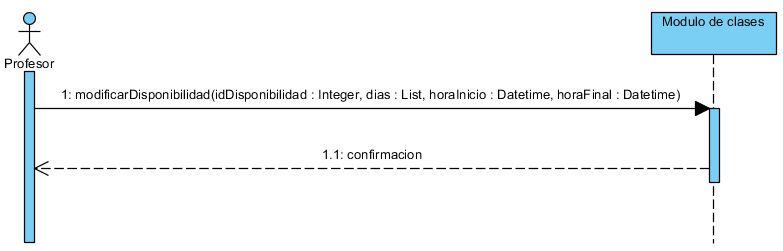 Profesor
Modulo de clases
1: modificarDisponibilidad(idDisponibilidad : Integer, dias : List, horaInicio : Datetime, horaFinal : Datetime)
1.1: confirmacion